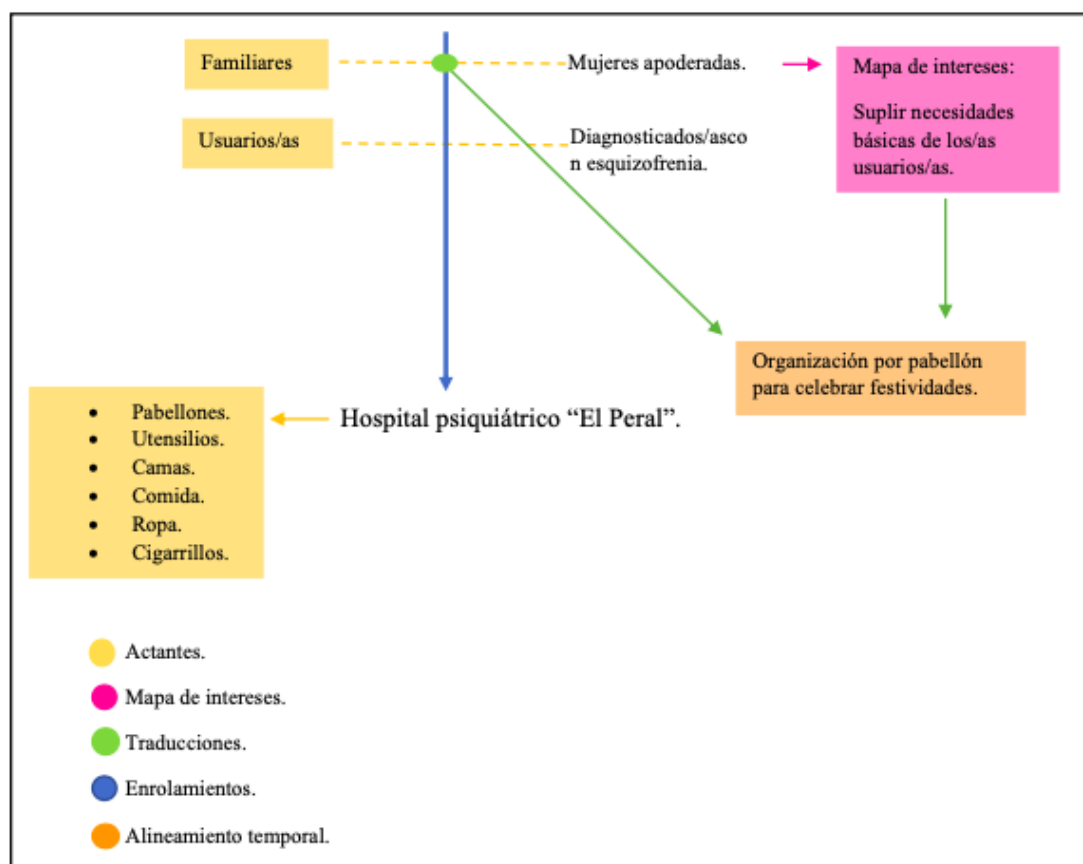 Familiares
Mujeres apoderadas.
Mapa de intereses:
Suplir necesidades
básicas de los/as
usuarios/as.
Usuarios/as
Diagnosticados/asco
n esquizofrenia.
Organización por pabellón
para celebrar festividades.
Hospital psiquiátrico “El Peral”.
• Pabellones.
• Utensilios.
• Camas.
• Comida.
• Ropa.
• Cigarrillos.
Actantes.
Mapa de intereses.
Traducciones.
Enrolamientos.
Alineamiento temporal.